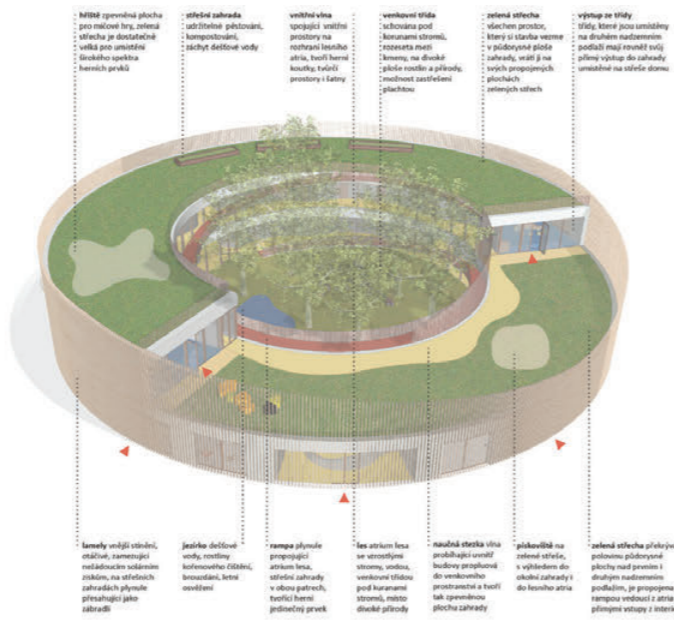 hřiště zpevněná plocha
pro míčové hry, zelená
střecha je dostatečně
velká pro umístění
širokého spektra
herních prvků
střešní zahrada
udržitelné pěstování,
kompostování,
záchyt dešťové vody
vnitřní vlna
spojující vnitřní
prostory na
rozhraní lesního
atria, tvoří herní
koutky, tvůrčí
prostory i šatny
venkovní třída
schována pod
korunami stromů,
rozeseta mezi
kmeny, na divoké
ploše rostlin a přírody,
možnost zastřešení
plachtou
zelená střecha
všechen prostor,
který si stavba vezme
v půdorysné ploše
zahrady, vrátí ji na
svých propojených
plochách
zelených střech
výstup ze třídy
třídy, které jsou umístěny
na druhém nadzemním
podlaží mají rovněž svůj
přímý výstup do zahrady
umístěné na střeše domu
lamely vnější stínění,
otáčivé, zamezující
nežádoucím solárním
ziskům, na střešních
zahradách plynule
přesahující jako
zábradlí
jezírko dešťové
vody, rostliny
kořenového čištění,
brouzdání, letní
osvěžení
rampa plynule
propojující
atrium lesa,
střešní zahrady
v obou patrech,
tvořící herní
jedinečný prvek
les atrium lesa
se vzrostlými
stromy, vodou,
venkovní třídou
pod kuranami
stromů, místo
divoké přírody
naučná stezka vlna
probíhající uvnitř
budovy propluová
do venkovního
prostranství a tvoří
tak zpevněnou
plochu zahrady
pískoviště na
zelené střeše,
s výhledem do
okolní zahrady i
do lesního atria
zelená střecha překrýv
polovinu půdorysné
plochy nad prvním i
druhým nadzemním
podlažím, je propojena
rampou vedoucí z atria
přímými vstupy z interi